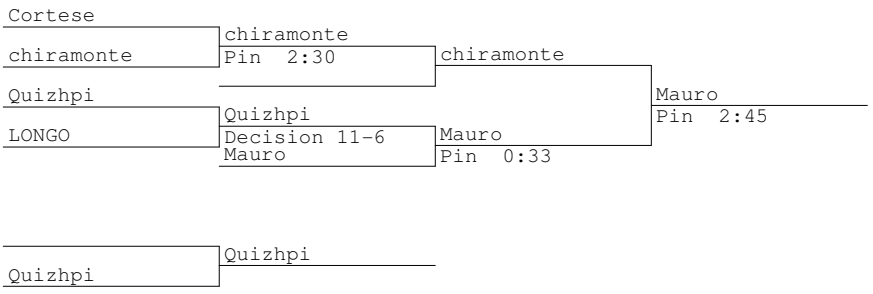 Cortese
chiramonte
chiramonte
Pin 2:30
chiramonte
Quizhpi
Mauro
Quizhpi
Pin 2:45
LONGO
Decision 11-6
Mauro
Mauro
Pin 0:33
Quizhpi
Quizhpi